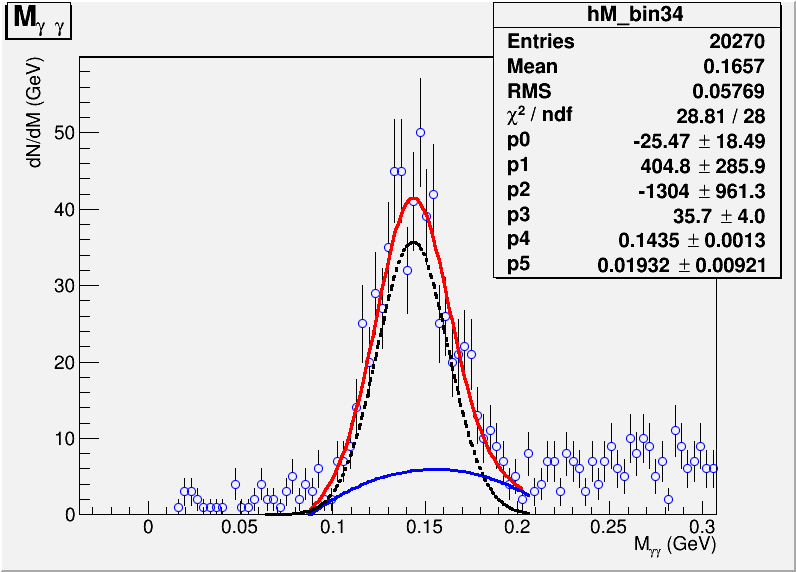 Mγ γ
hM_bin34
Entries 20270
Mean 0.1657
RMS 0.05769
χ² / ndf 28.81 / 28
p0 -25.47 ± 18.49
p1 404.8 ± 285.9
p2 -1304 ± 961.3
p3 35.7 ± 4.0
p4 0.1435 ± 0.0013
p5 0.01932 ± 0.00921
dN/dM (GeV)
50
40
30
20
10
0
0 0.05 0.1 0.15 0.2 0.25 0.3
Mγγ (GeV)